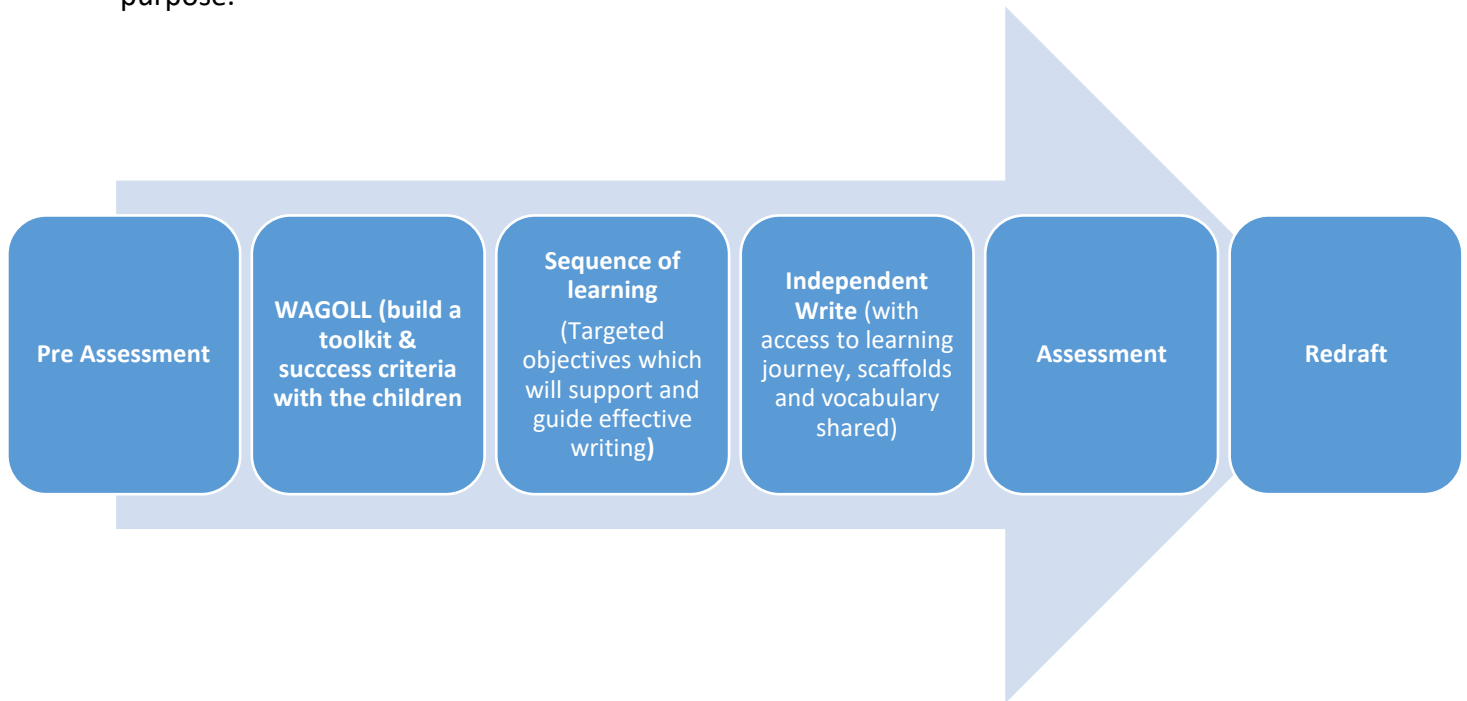 purpose.
Pre Assessment
WAGOLL (build a
toolkit &
succcess criteria
with the children
Sequence of
learning
(Targeted
objectives which
will support and
guide effective
writing)
Independent
Write (with
access to learning
journey, scaffolds
and vocabulary
shared)
Assessment
Redraft